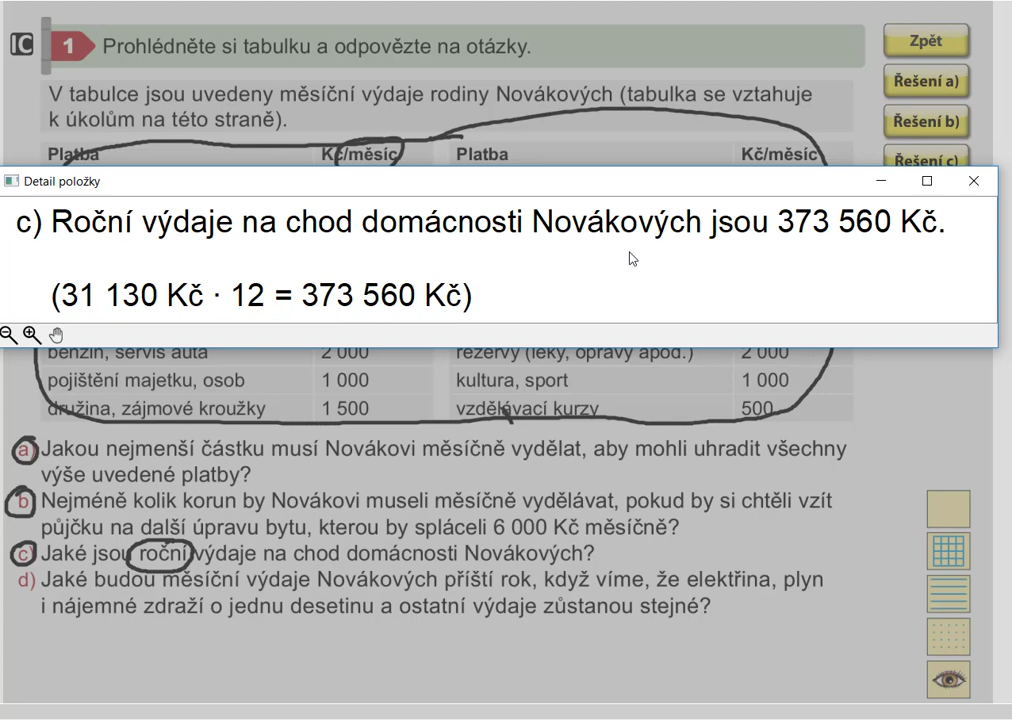 1 Prohlédněte si tabulku a odpovězte na otázky.
Zpět
Řešení a)
Řešení b)
Řešení c)
V tabulce jsou uvedeny měsíční výdaje rodiny Novákových (tabulka se vztahuje
k úkolům na této straně).
Platba Kč/měsíc Platba Kč/měsíc
Detail položky
c) Roční výdaje na chod domácnosti Novákových jsou 373 560 Kč.
(31 130 Kč · 12 = 373 560 Kč)
benzin, servis auta 2 000 rezervy (léky, opravy apod.) 2 000
pojištění majetku, osob 1 000 kultura, sport 1 000
družina, zájmové kroužky 1 500 vzdělávací kurzy 500
a) Jakou nejmenší částku musí Novákovi měsíčně vydělat, aby mohli uhradit všechny
výše uvedené platby?
b) Nejméně kolik korun by Novákovi museli měsíčně vydělávat, pokud by si chtěli vzít
půjčku na další úpravu bytu, kterou by spláceli 6 000 Kč měsíčně?
c) Jaké jsou roční výdaje na chod domácnosti Novákových?
d) Jaké budou měsíční výdaje Novákových příští rok, když víme, že elektřina, plyn
i nájemné zdraží o jednu desetinu a ostatní výdaje zůstanou stejné?